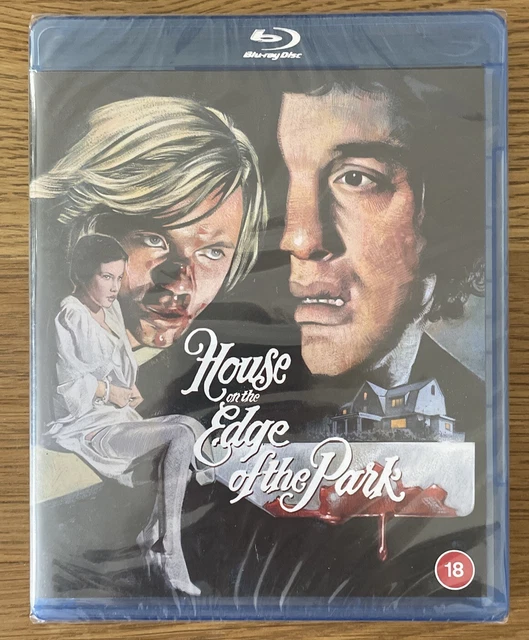 Blu-ray Disc
House
on the
Edge
of the Park
18